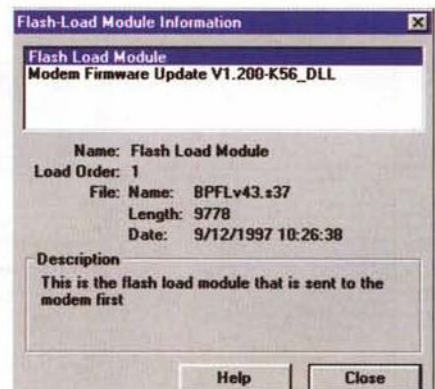 Flash-Load Module Information
Flash Load Module
Modem Firmware Update V1.200-K56_DLL
Name: Flash Load Module
Load Order: 1
File: Name: BPFLv43.s37
Length: 9778
Date: 9/12/1997 10:26:38
Description
This is the flash load module that is sent to the
modem first
Help Close